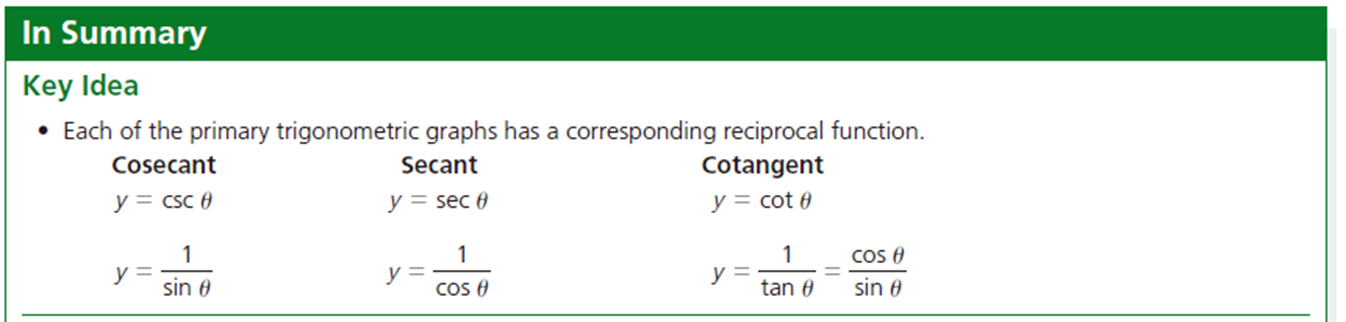 In Summary
Key Idea
• Each of the primary trigonometric graphs has a corresponding reciprocal function.
Cosecant Secant Cotangent
y = csc θ y = sec θ y = cot θ
y = 1/sin θ y = 1/cos θ y = 1/tan θ = cos θ/sin θ